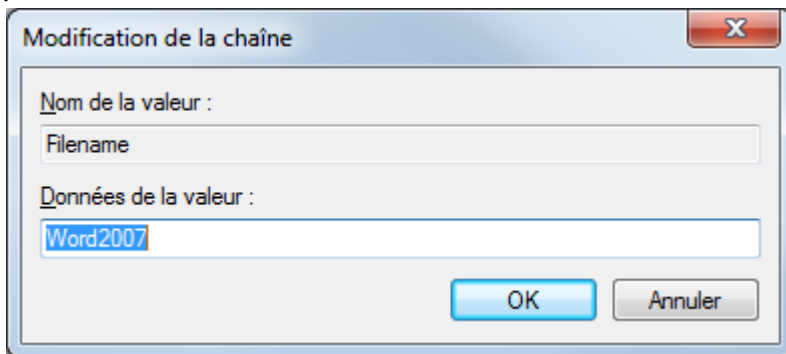 Modification de la chaîne
Nom de la valeur :
Filename
Données de la valeur :
Word2007
OK Annuler